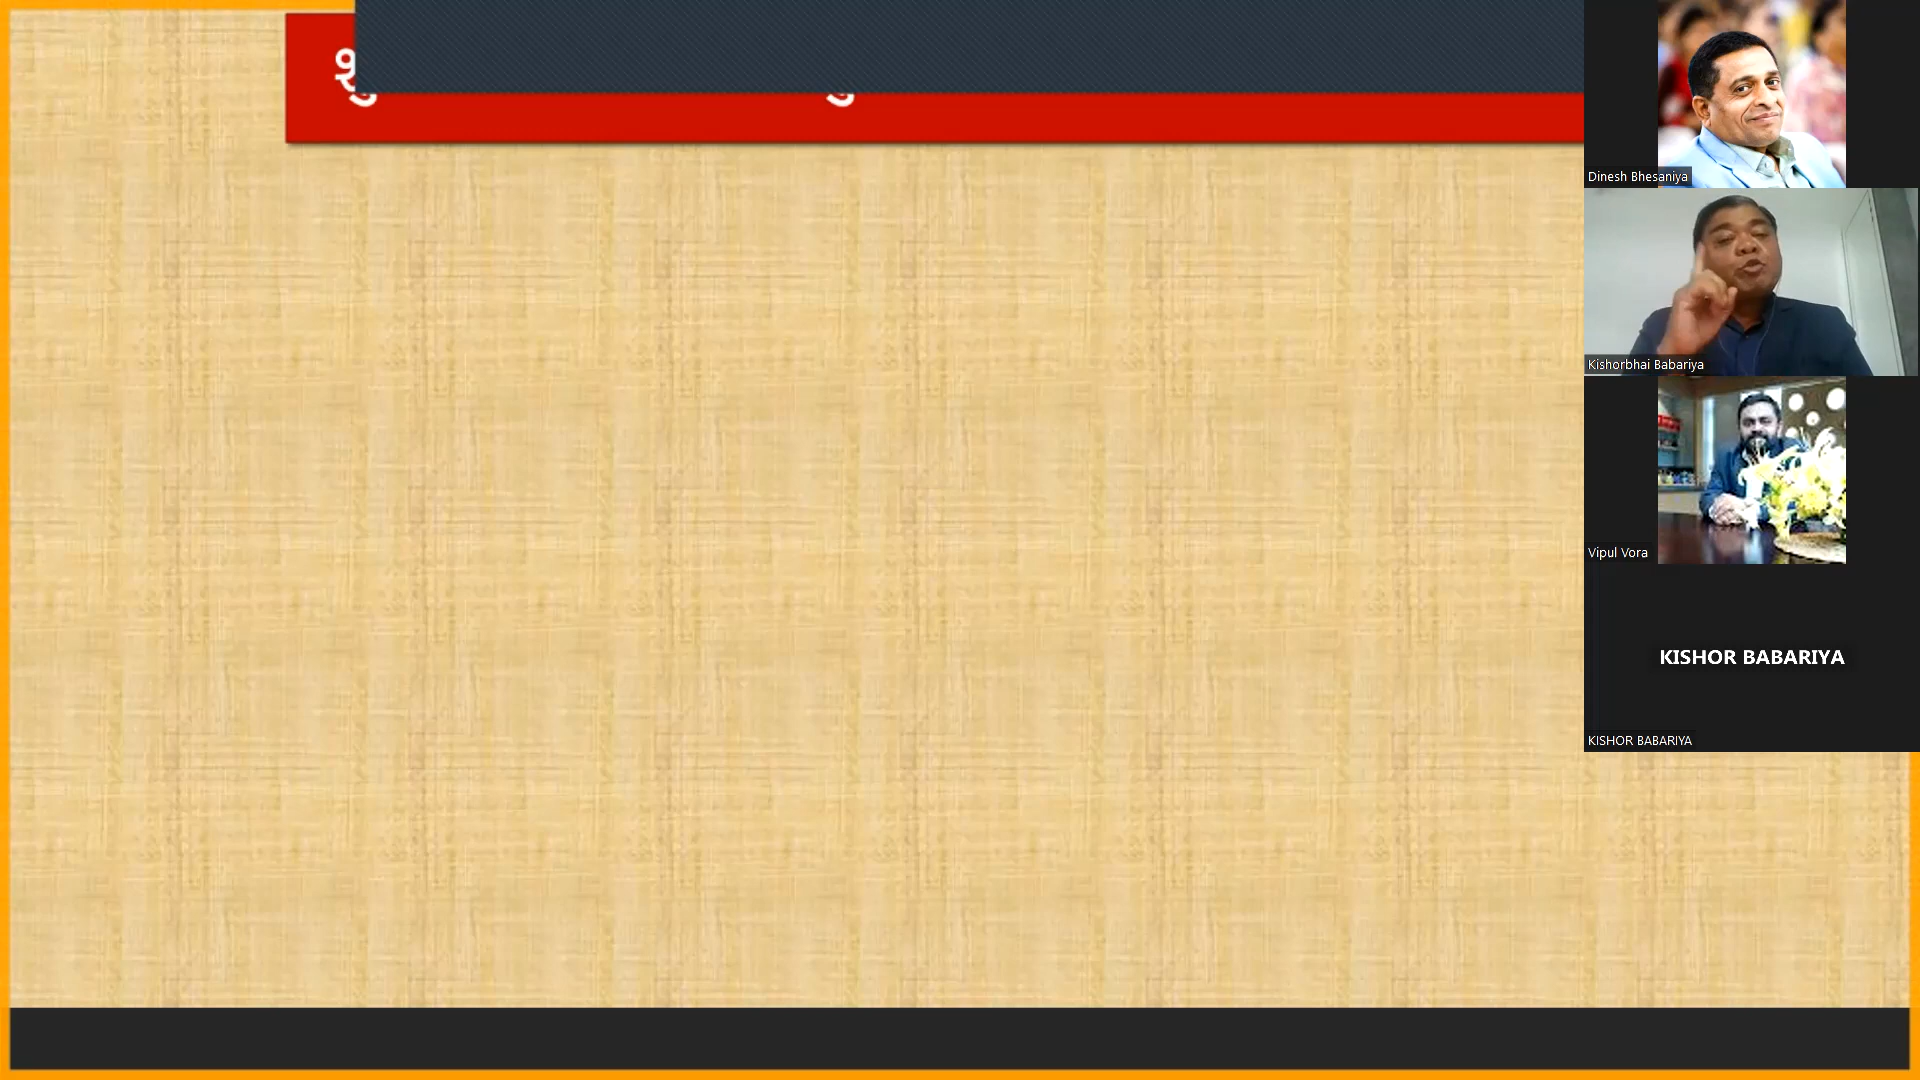 શુ
Dinesh Bhesaniya
Kishorbhai Babariya
Vipul Vora
KISHOR BABARIYA
KISHOR BABARIYA